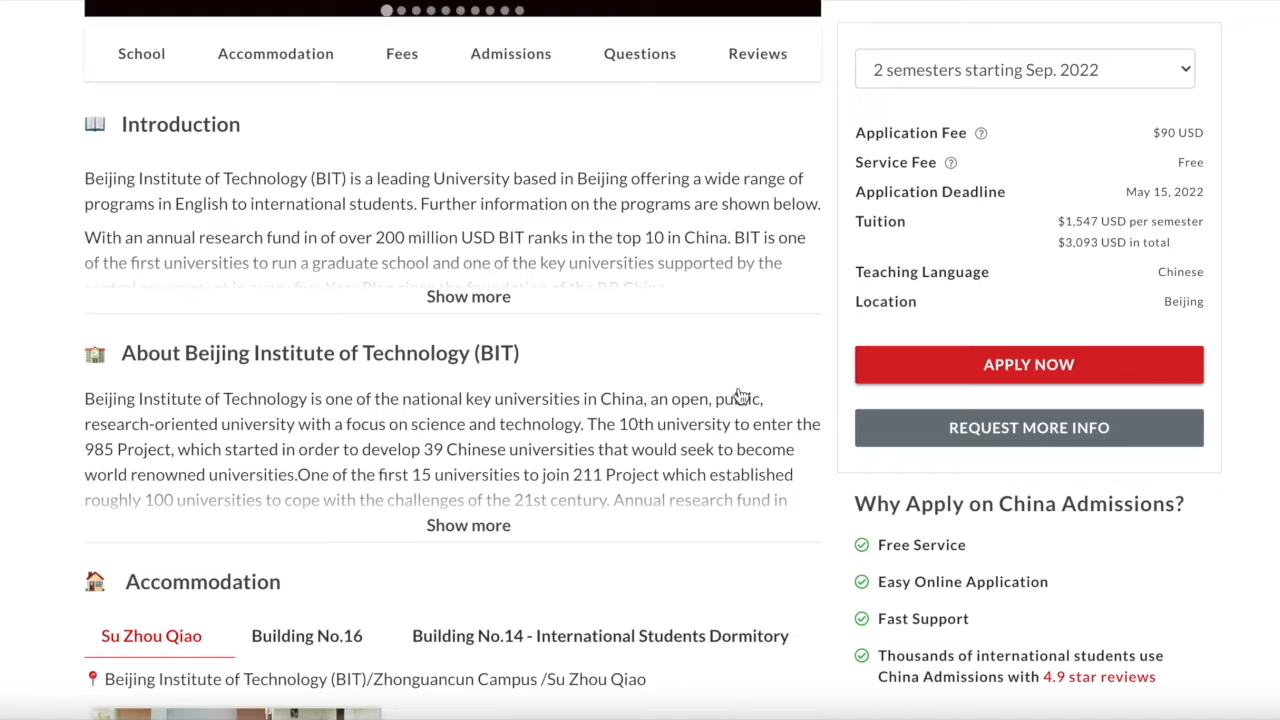 School Accommodation Fees Admissions Questions Reviews
Introduction
Beijing Institute of Technology (BIT) is a leading University based in Beijing offering a wide range of
programs in English to international students. Further information on the programs are shown below.
With an annual research fund in of over 200 million USD BIT ranks in the top 10 in China. BIT is one
of the first universities to run a graduate school and one of the key universities supported by the
Show more
About Beijing Institute of Technology (BIT)
Beijing Institute of Technology is one of the national key universities in China, an open, public,
research-oriented university with a focus on science and technology. The 10th university to enter the
985 Project, which started in order to develop 39 Chinese universities that would seek to become
world renowned universities.One of the first 15 universities to join 211 Project which established
roughly 100 universities to cope with the challenges of the 21st century. Annual research fund in
Show more
Accommodation
Su Zhou Qiao Building No.16 Building No.14 - International Students Dormitory
Beijing Institute of Technology (BIT)/Zhonguancun Campus /Su Zhou Qiao
2 semesters starting Sep. 2022
Application Fee $90 USD
Service Fee Free
Application Deadline May 15, 2022
Tuition $1,547 USD per semester
$3,093 USD in total
Teaching Language Chinese
Location Beijing
APPLY NOW
REQUEST MORE INFO
Why Apply on China Admissions?
Free Service
Easy Online Application
Fast Support
Thousands of international students use
China Admissions with 4.9 star reviews